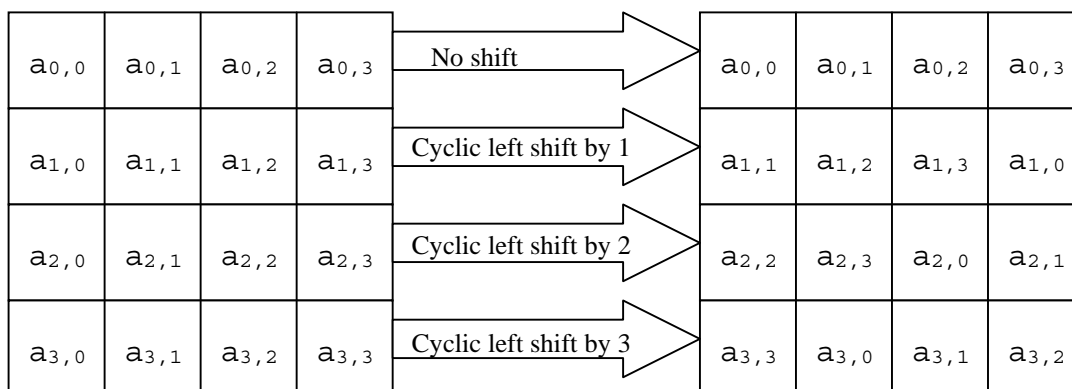 a0,0 a0,1 a0,2 a0,3 No shift a0,0 a0,1 a0,2 a0,3
a1,0 a1,1 a1,2 a1,3 Cyclic left shift by 1 a1,1 a1,2 a1,3 a1,0
a2,0 a2,1 a2,2 a2,3 Cyclic left shift by 2 a2,2 a2,3 a2,0 a2,1
a3,0 a3,1 a3,2 a3,3 Cyclic left shift by 3 a3,3 a3,0 a3,1 a3,2